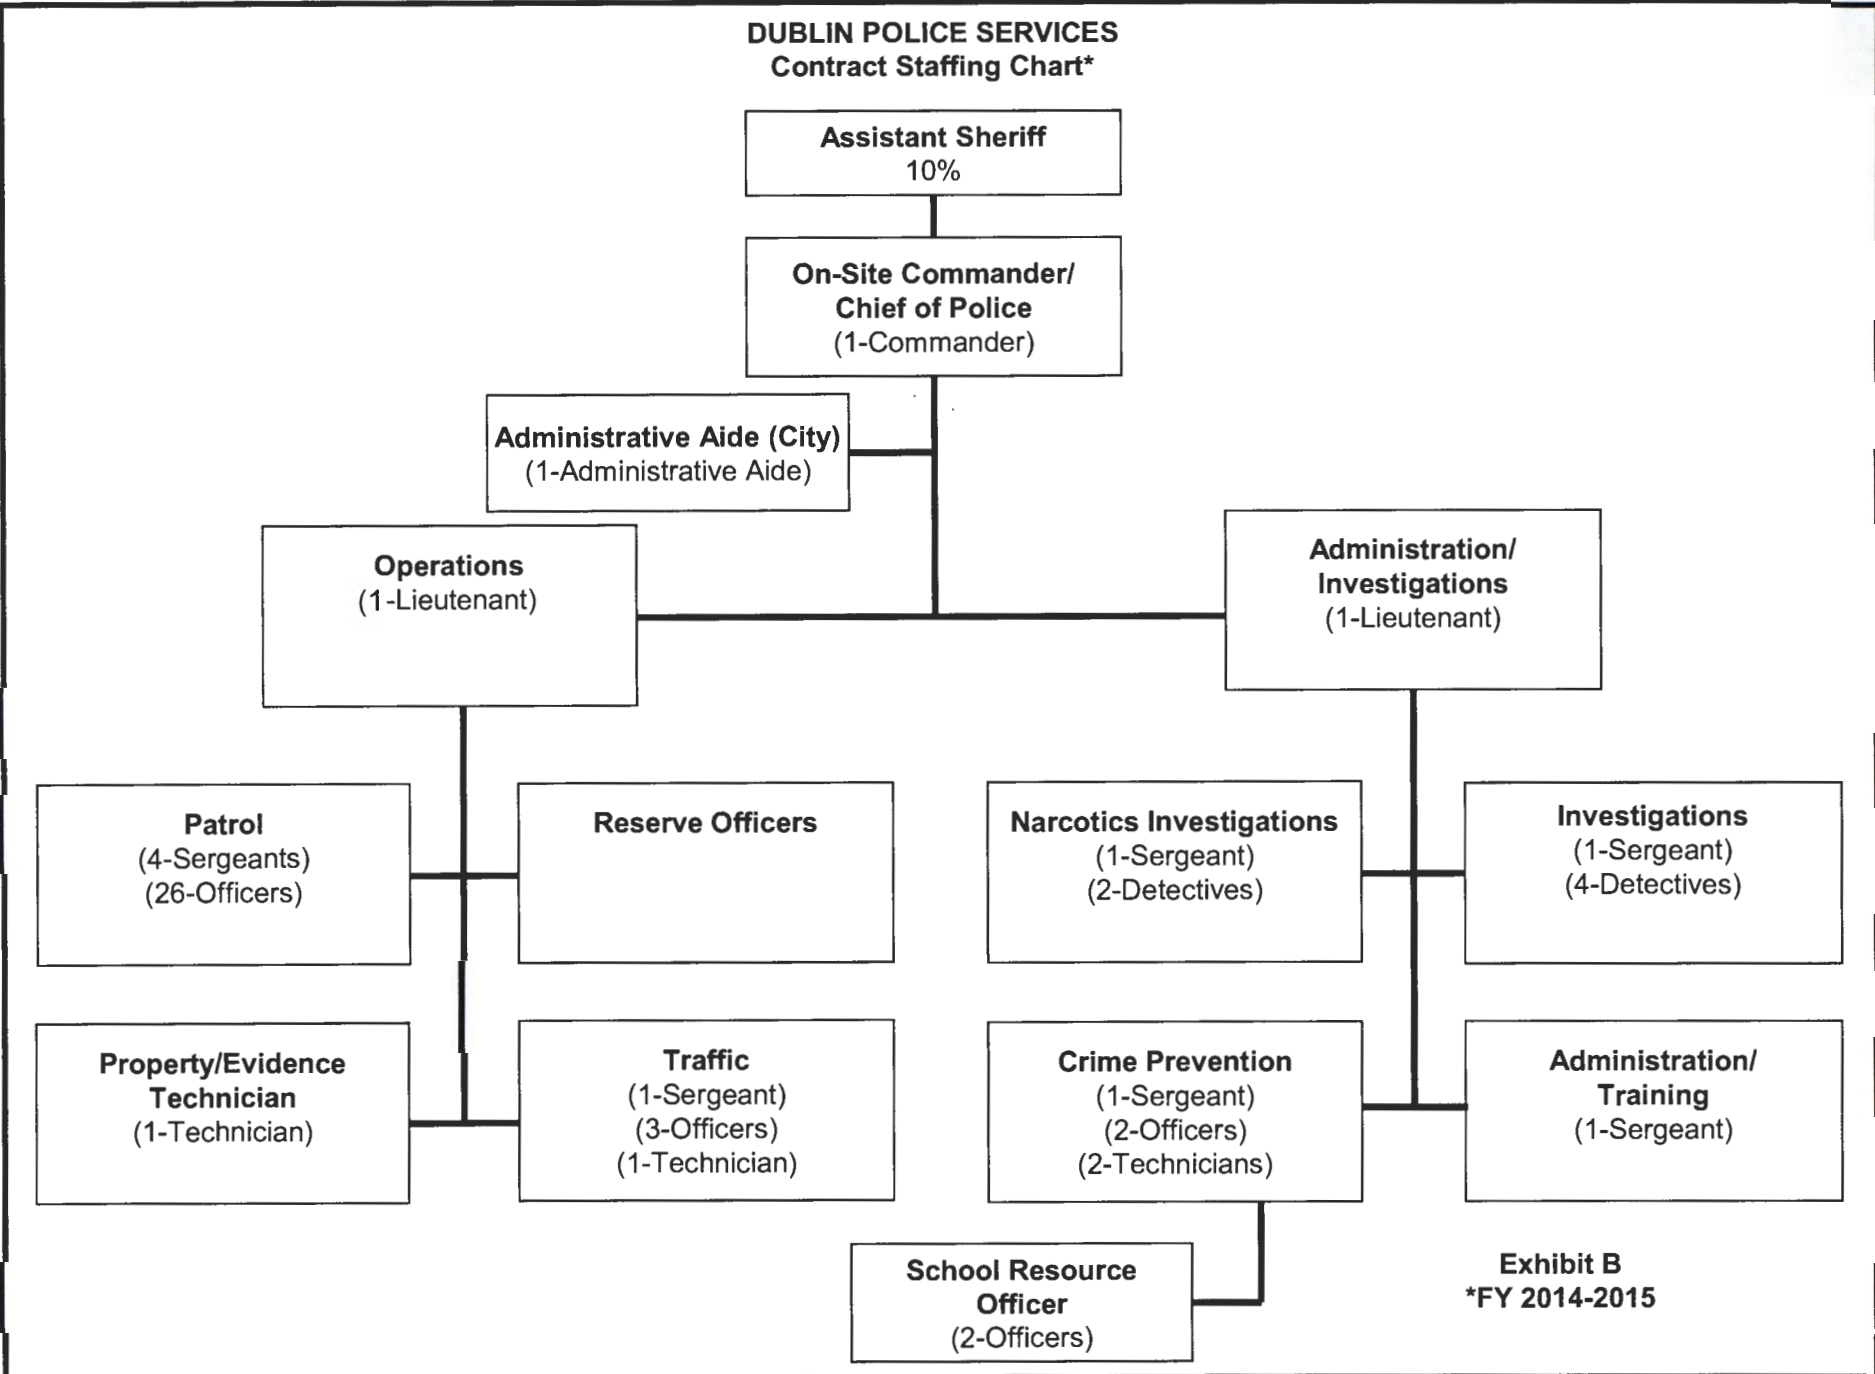 DUBLIN POLICE SERVICES
Contract Staffing Chart*
Assistant Sheriff
10%
On-Site Commander/
Chief of Police
(1-Commander)
Administrative Aide (City)
(1-Administrative Aide)
Operations
(1-Lieutenant)
Administration/
Investigations
(1-Lieutenant)
Patrol
(4-Sergeants)
(26-Officers)
Reserve Officers
Narcotics Investigations
(1-Sergeant)
(2-Detectives)
Investigations
(1-Sergeant)
(4-Detectives)
Property/Evidence
Technician
(1-Technician)
Traffic
(1-Sergeant)
(3-Officers)
(1-Technician)
Crime Prevention
(1-Sergeant)
(2-Officers)
(2-Technicians)
Administration/
Training
(1-Sergeant)
School Resource
Officer
(2-Officers)
Exhibit B
*FY 2014-2015